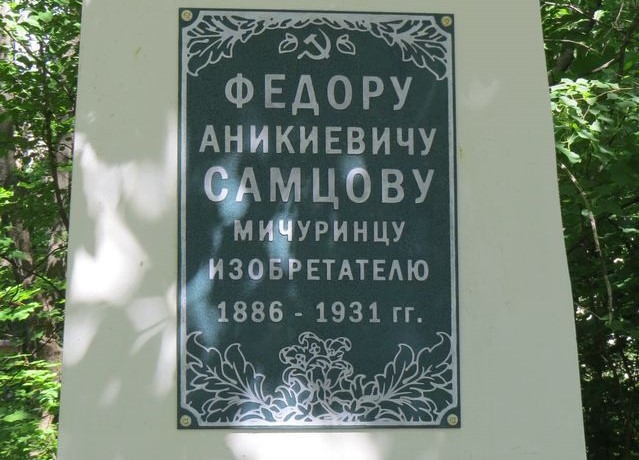 ФЕДОРУ
АНИКИЕВИЧУ
САМЦОВУ
МИЧУРИНЦУ
ИЗОБРЕТАТЕЛЮ
1886 - 1931 гг.